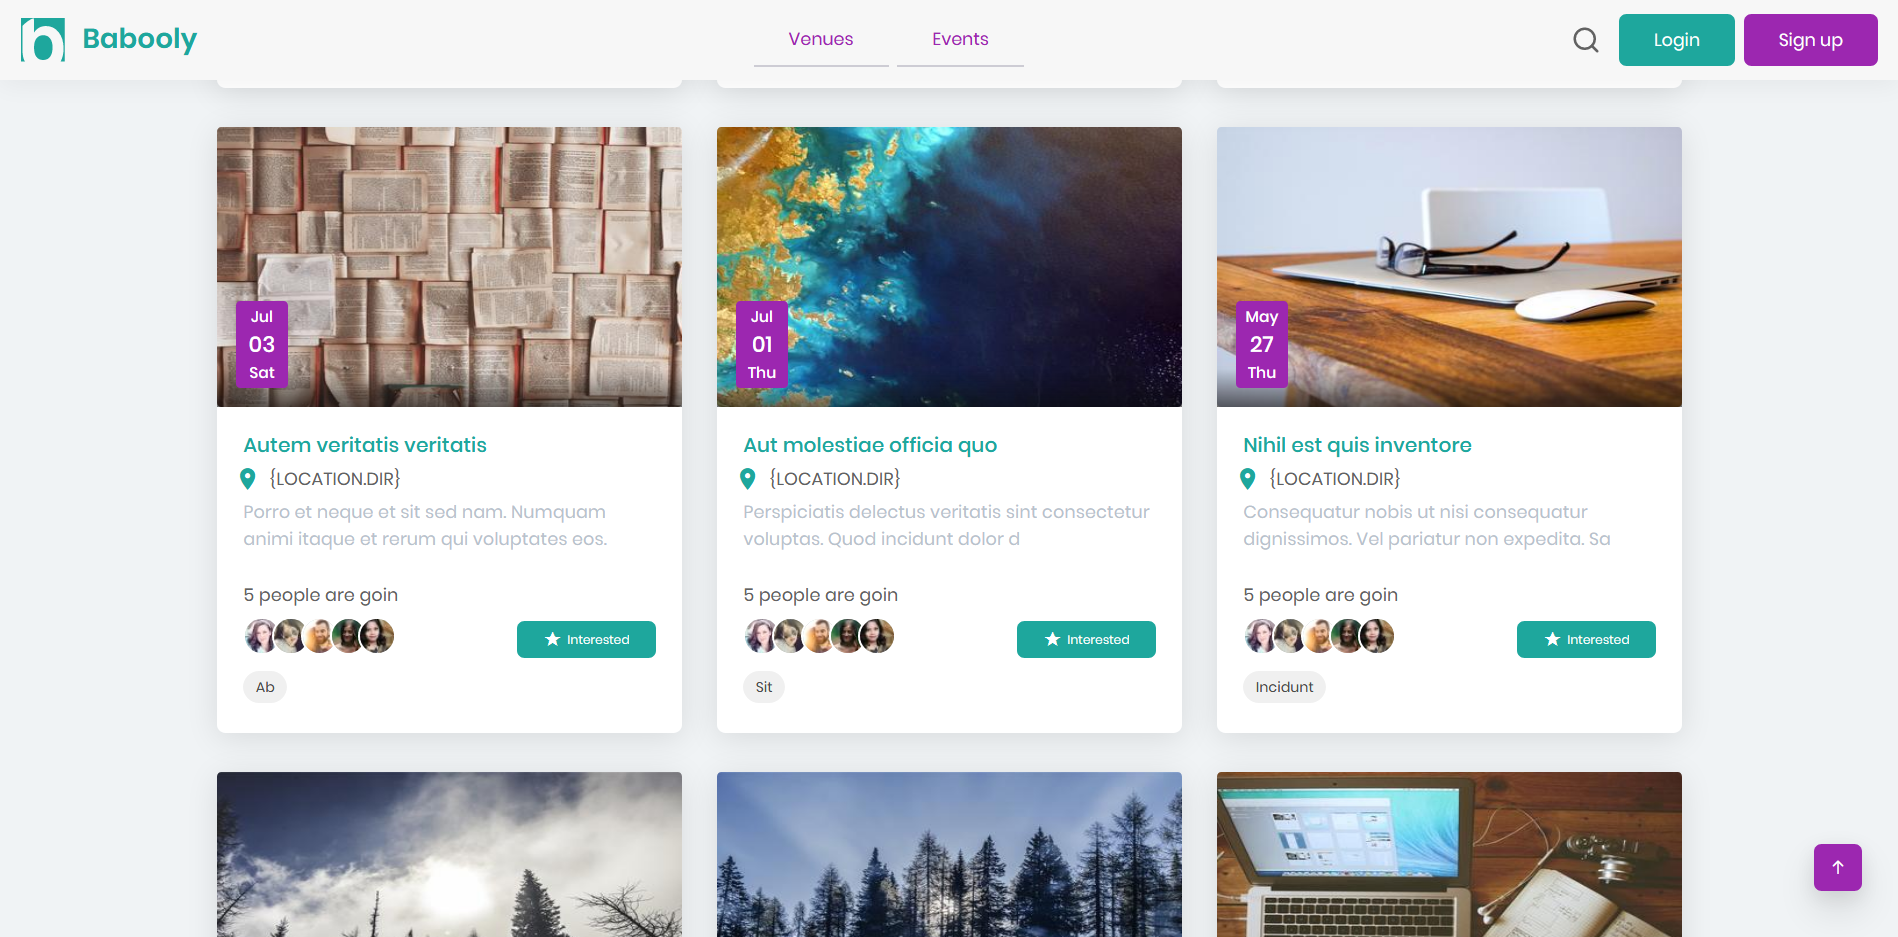 Babooly
Venues
Events
Login
Sign up
Jul
03
Sat
Autem veritatis veritatis
{LOCATION.DIR}
Porro et neque et sit sed nam. Numquam
animi itaque et rerum qui voluptates eos.
5 people are goin
Interested
Ab
Jul
01
Thu
Aut molestiae officia quo
{LOCATION.DIR}
Perspiciatis delectus veritatis sint consectetur
voluptas. Quod incidunt dolor d
5 people are goin
Interested
Sit
May
27
Thu
Nihil est quis inventore
{LOCATION.DIR}
Consequatur nobis ut nisi consequatur
dignissimos. Vel pariatur non expedita. Sa
5 people are goin
Interested
Incidunt